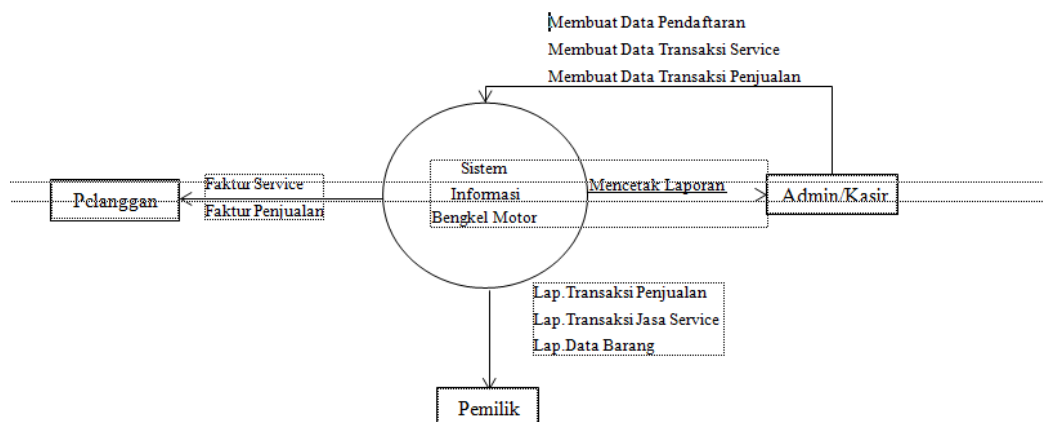 Membuat Data Pendaftaran
Membuat Data Transaksi Service
Membuat Data Transaksi Penjualan
Sistem
Informasi
Bengkel Motor
Faktur Service
Faktur Penjualan
Pelanggan
Mencetak Laporan
Admin/Kasir
Lap.Transaksi Penjualan
Lap.Transaksi Jasa Service
Lap.Data Barang
Pemilik